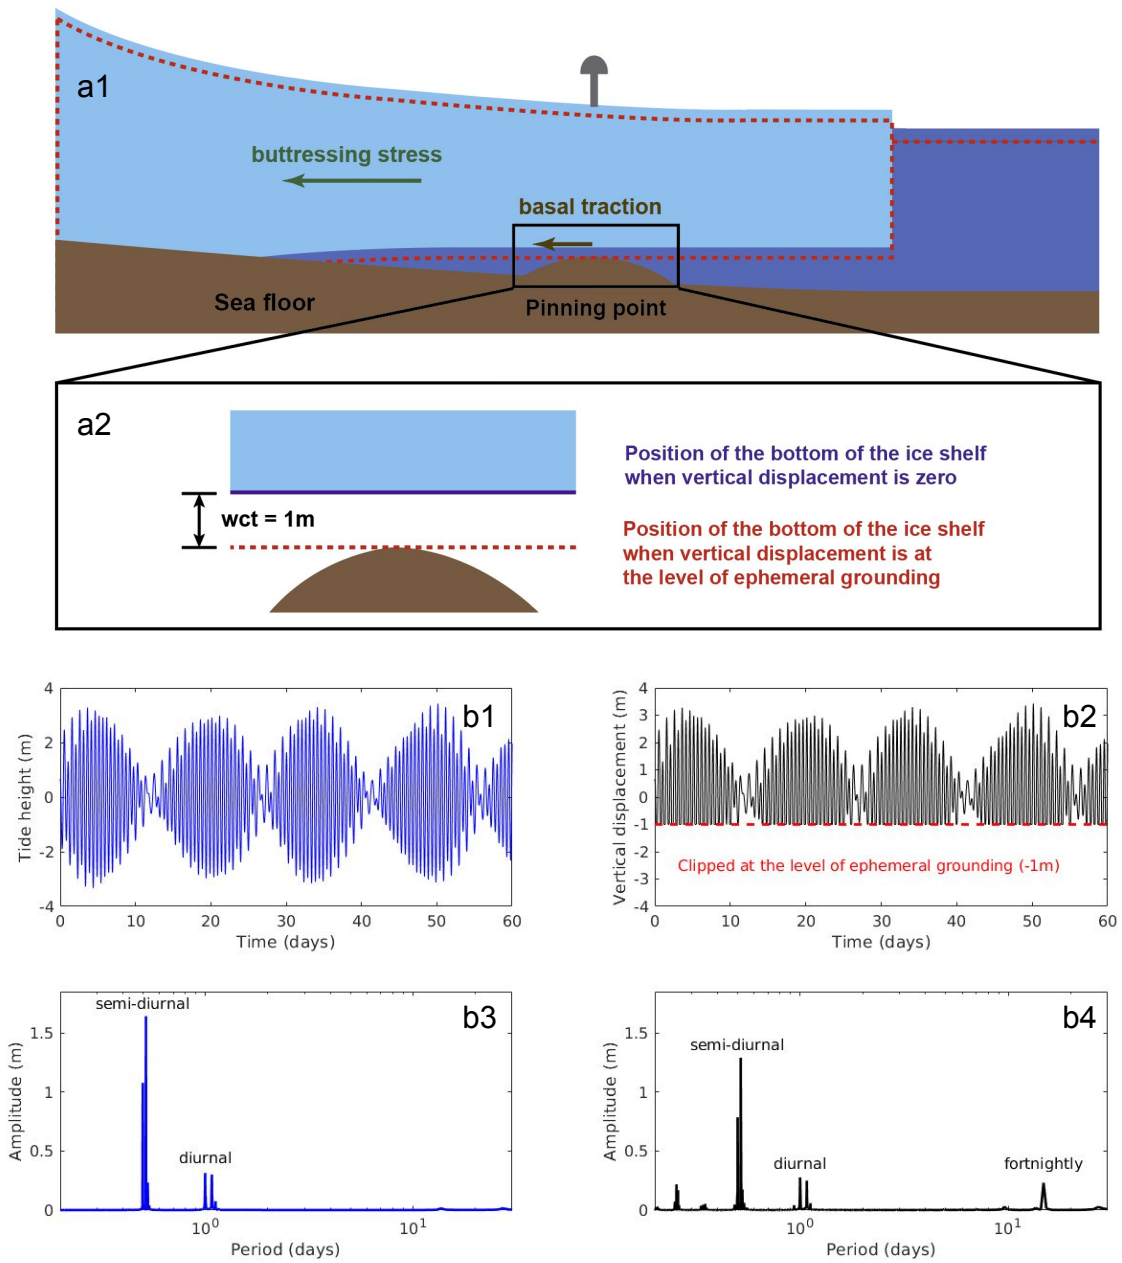 a1
buttressing stress
basal traction
Sea floor
Pinning point
a2
wct = 1m
Position of the bottom of the ice shelf
when vertical displacement is zero
Position of the bottom of the ice shelf
when vertical displacement is at
the level of ephemeral grounding
b1
Tide height (m)
4
2
0
-2
-4
0 10 20 30 40 50 60
Time (days)
b2
Vertical displacement (m)
4
3
2
1
0
-1
-2
-3
-4
Clipped at the level of ephemeral grounding (-1m)
0 10 20 30 40 50 60
Time (days)
b3
semi-diurnal
diurnal
Amplitude (m)
1.5
1
0.5
0
10⁰ 10¹
Period (days)
b4
semi-diurnal
diurnal
fortnightly
Amplitude (m)
1.5
1
0.5
0
10⁰ 10¹
Period (days)